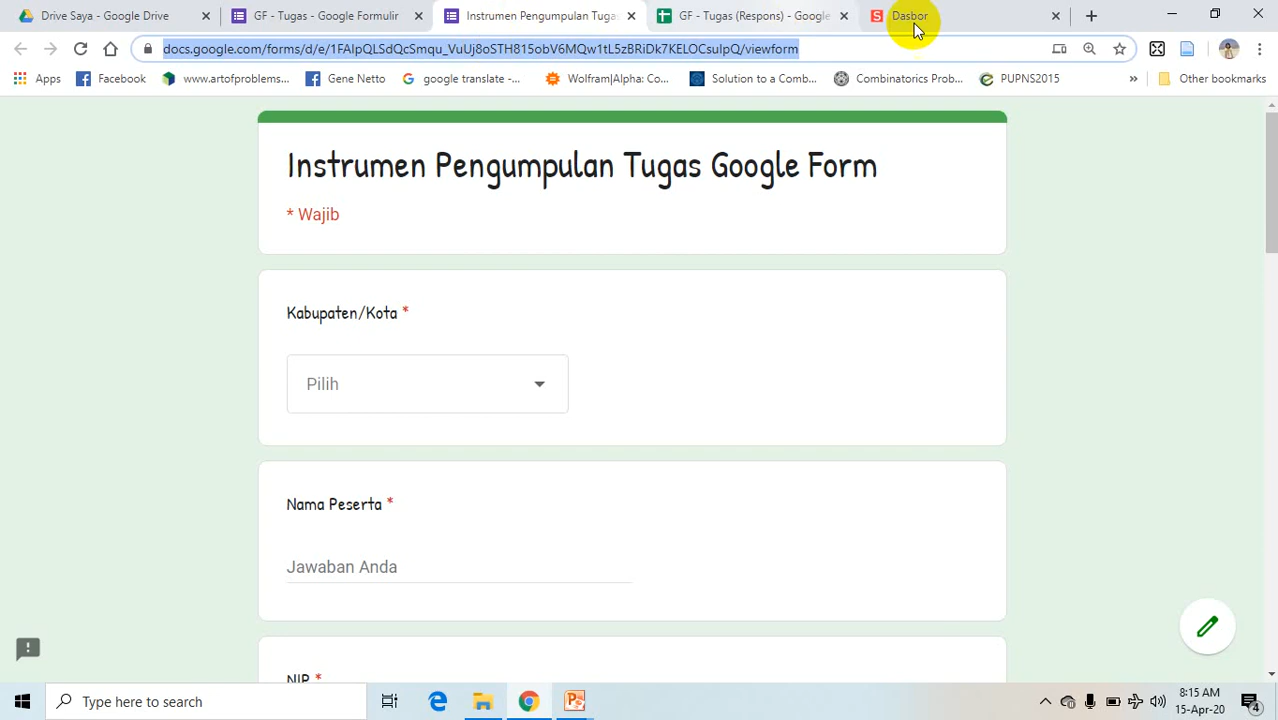 Drive Saya - Google Drive
GF - Tugas - Google Formulir
Instrumen Pengumpulan Tugas
GF - Tugas (Respons) - Google
Dasbor
docs.google.com/forms/d/e/1FAIpQLSdQcSmqu_VuUj8oSTH815obV6MQw1tL5zBRiDk7KELOCsuIpQ/viewform
Apps
Facebook
www.artofproblems...
Gene Netto
google translate -...
Wolfram|Alpha: Co...
Solution to a Comb...
Combinatorics Prob...
PUPNS2015
»
Other bookmarks
Instrumen Pengumpulan Tugas Google Form
* Wajib
Kabupaten/Kota *
Pilih
Nama Peserta *
Jawaban Anda
NIP *
Type here to search
8:15 AM
15-Apr-20
4